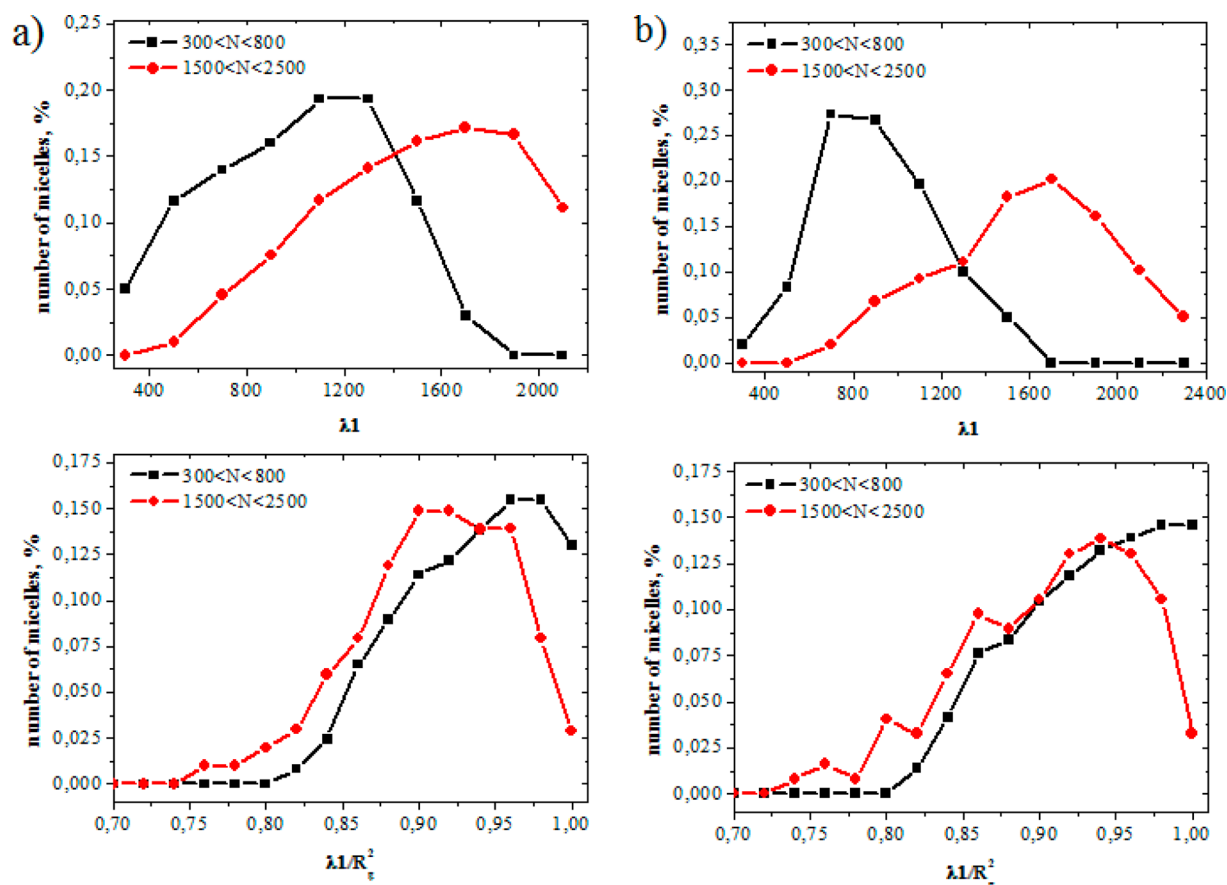 a)
0,25
0,20
0,15
0,10
0,05
0,00
number of micelles, %
300<N<800
1500<N<2500
400 800 1200 1600 2000
λ1
b)
0,35
0,30
0,25
0,20
0,15
0,10
0,05
0,00
number of micelles, %
300<N<800
1500<N<2500
400 800 1200 1600 2000 2400
λ1
0,175
0,150
0,125
0,100
0,075
0,050
0,025
0,000
number of micelles, %
300<N<800
1500<N<2500
0,70 0,75 0,80 0,85 0,90 0,95 1,00
λ1/R²g
0,175
0,150
0,125
0,100
0,075
0,050
0,025
0,000
number of micelles, %
300<N<800
1500<N<2500
0,70 0,75 0,80 0,85 0,90 0,95 1,00
λ1/R²